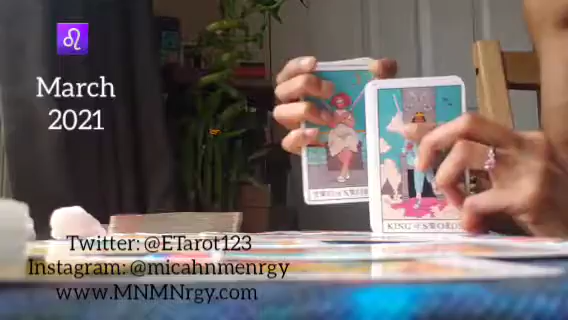 ♌
March
2021
TWO of SWORDS
KING of SWORDS
Twitter: @ETarot123
Instagram: @micahnmenrgy
www.MNMNrgy.com